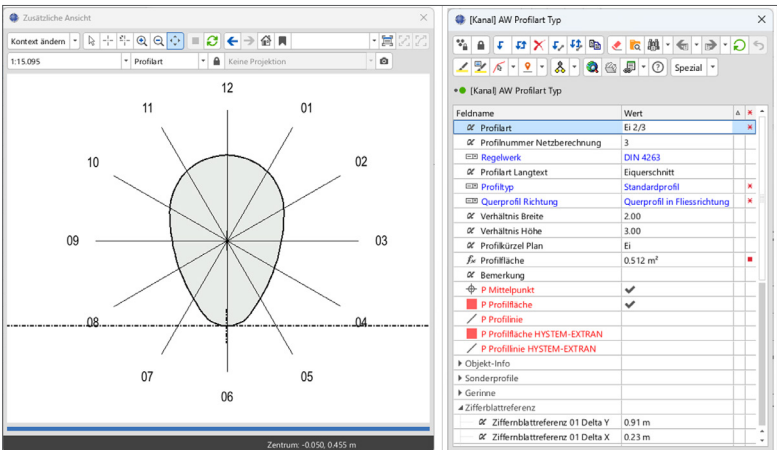 Zusätzliche Ansicht
Kontext ändern
1:15.095
Profilart
Keine Projektion
12
11
01
10
02
09
03
08
04
07
05
06
Zentrum: -0.050, 0.455 m
[Kanal] AW Profilart Typ
Spezial
[Kanal] AW Profilart Typ
Feldname Wert
Profilart Ei 2/3
Profilnummer Netzberechnung 3
Regelwerk DIN 4263
Profilart Langtext Eiquerschnitt
Profiltyp Standardprofil
Querprofil Richtung Querprofil in Fliessrichtung
Verhältnis Breite 2.00
Verhältnis Höhe 3.00
Profilkürzel Plan Ei
Profilfläche 0.512 m²
Bemerkung
P Mittelpunkt
P Profilfläche
P Profilinie
P Profilfläche HYSTEM-EXTRAN
P Profillinie HYSTEM-EXTRAN
Objekt-Info
Sonderprofile
Gerinne
Zifferblattreferenz
Ziffernblattreferenz 01 Delta Y 0.91 m
Ziffernblattreferenz 01 Delta X 0.23 m